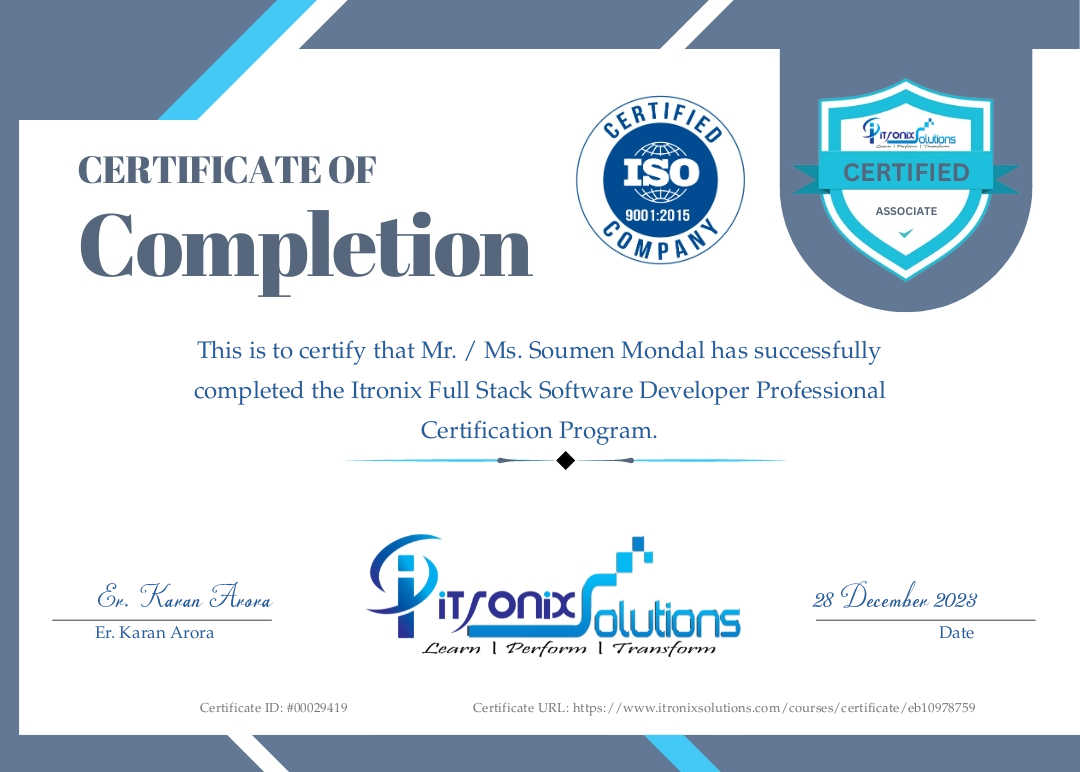 CERTIFICATE OF
Completion
CERTIFIED
ISO
9001:2015
COMPANY
itronix Solutions
Learn | Perform | Transform
CERTIFIED
ASSOCIATE
This is to certify that Mr. / Ms. Soumen Mondal has successfully
completed the Itronix Full Stack Software Developer Professional
Certification Program.
Er. Karan Arora
Er. Karan Arora
itronix Solutions
Learn | Perform | Transform
28 December 2023
Date
Certificate ID: #00029419
Certificate URL: https://www.itronixsolutions.com/courses/certificate/eb10978759